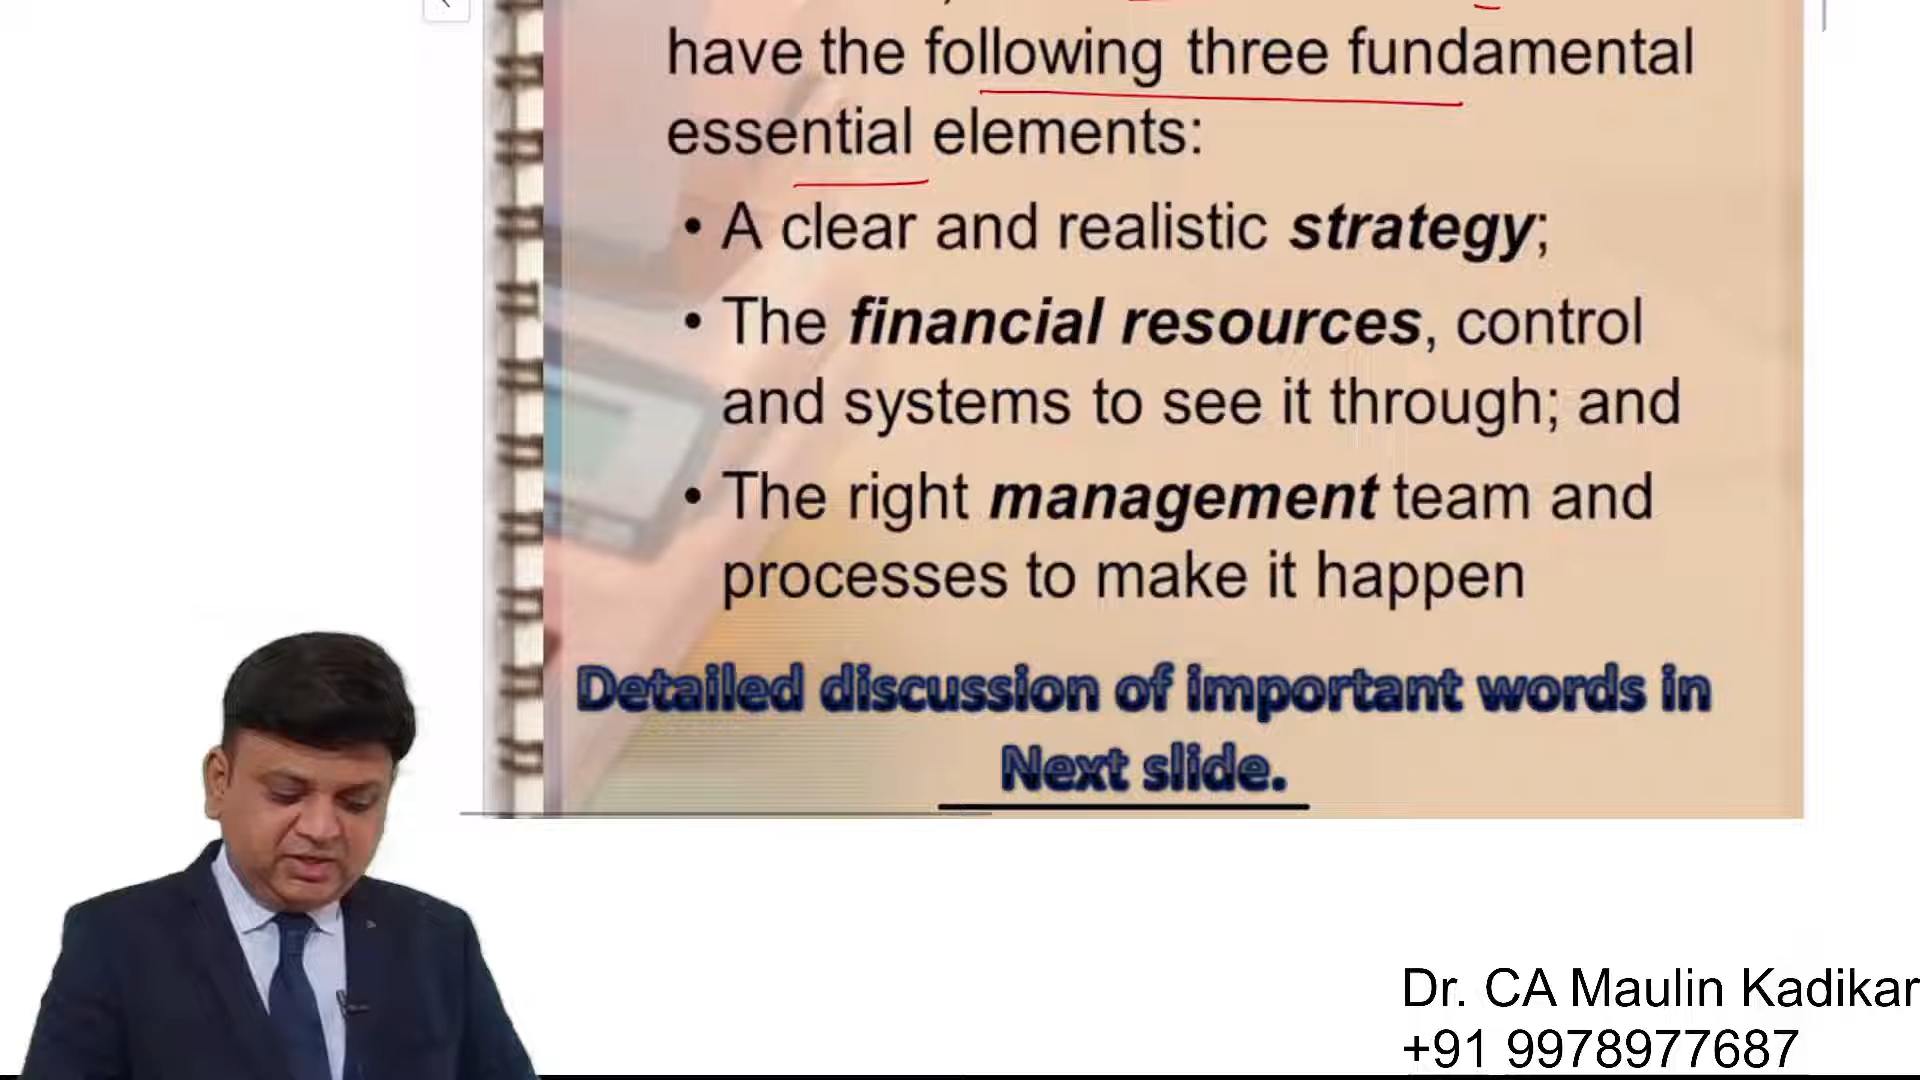 have the following three fundamental
essential elements:
• A clear and realistic strategy;
• The financial resources, control
and systems to see it through; and
• The right management team and
processes to make it happen
Detailed discussion of important words in
Next slide.
Dr. CA Maulin Kadikar
+91 9978977687